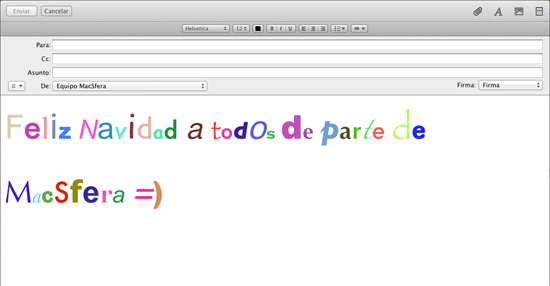 Enviar Cancelar
Helvetica 12 B I U
Para:
Cc:
Asunto:
De: Equipo MacSfera Firma: Firma
Feliz Navidad a todOs de parte de
MacSfera =)